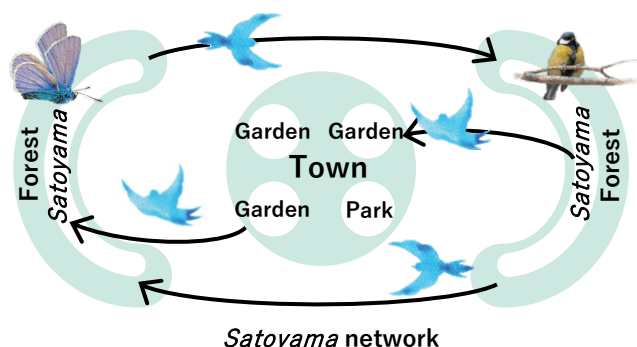 Forest
Satoyama
Garden Garden
Town
Garden Park
Satoyama
Forest
Satoyama network